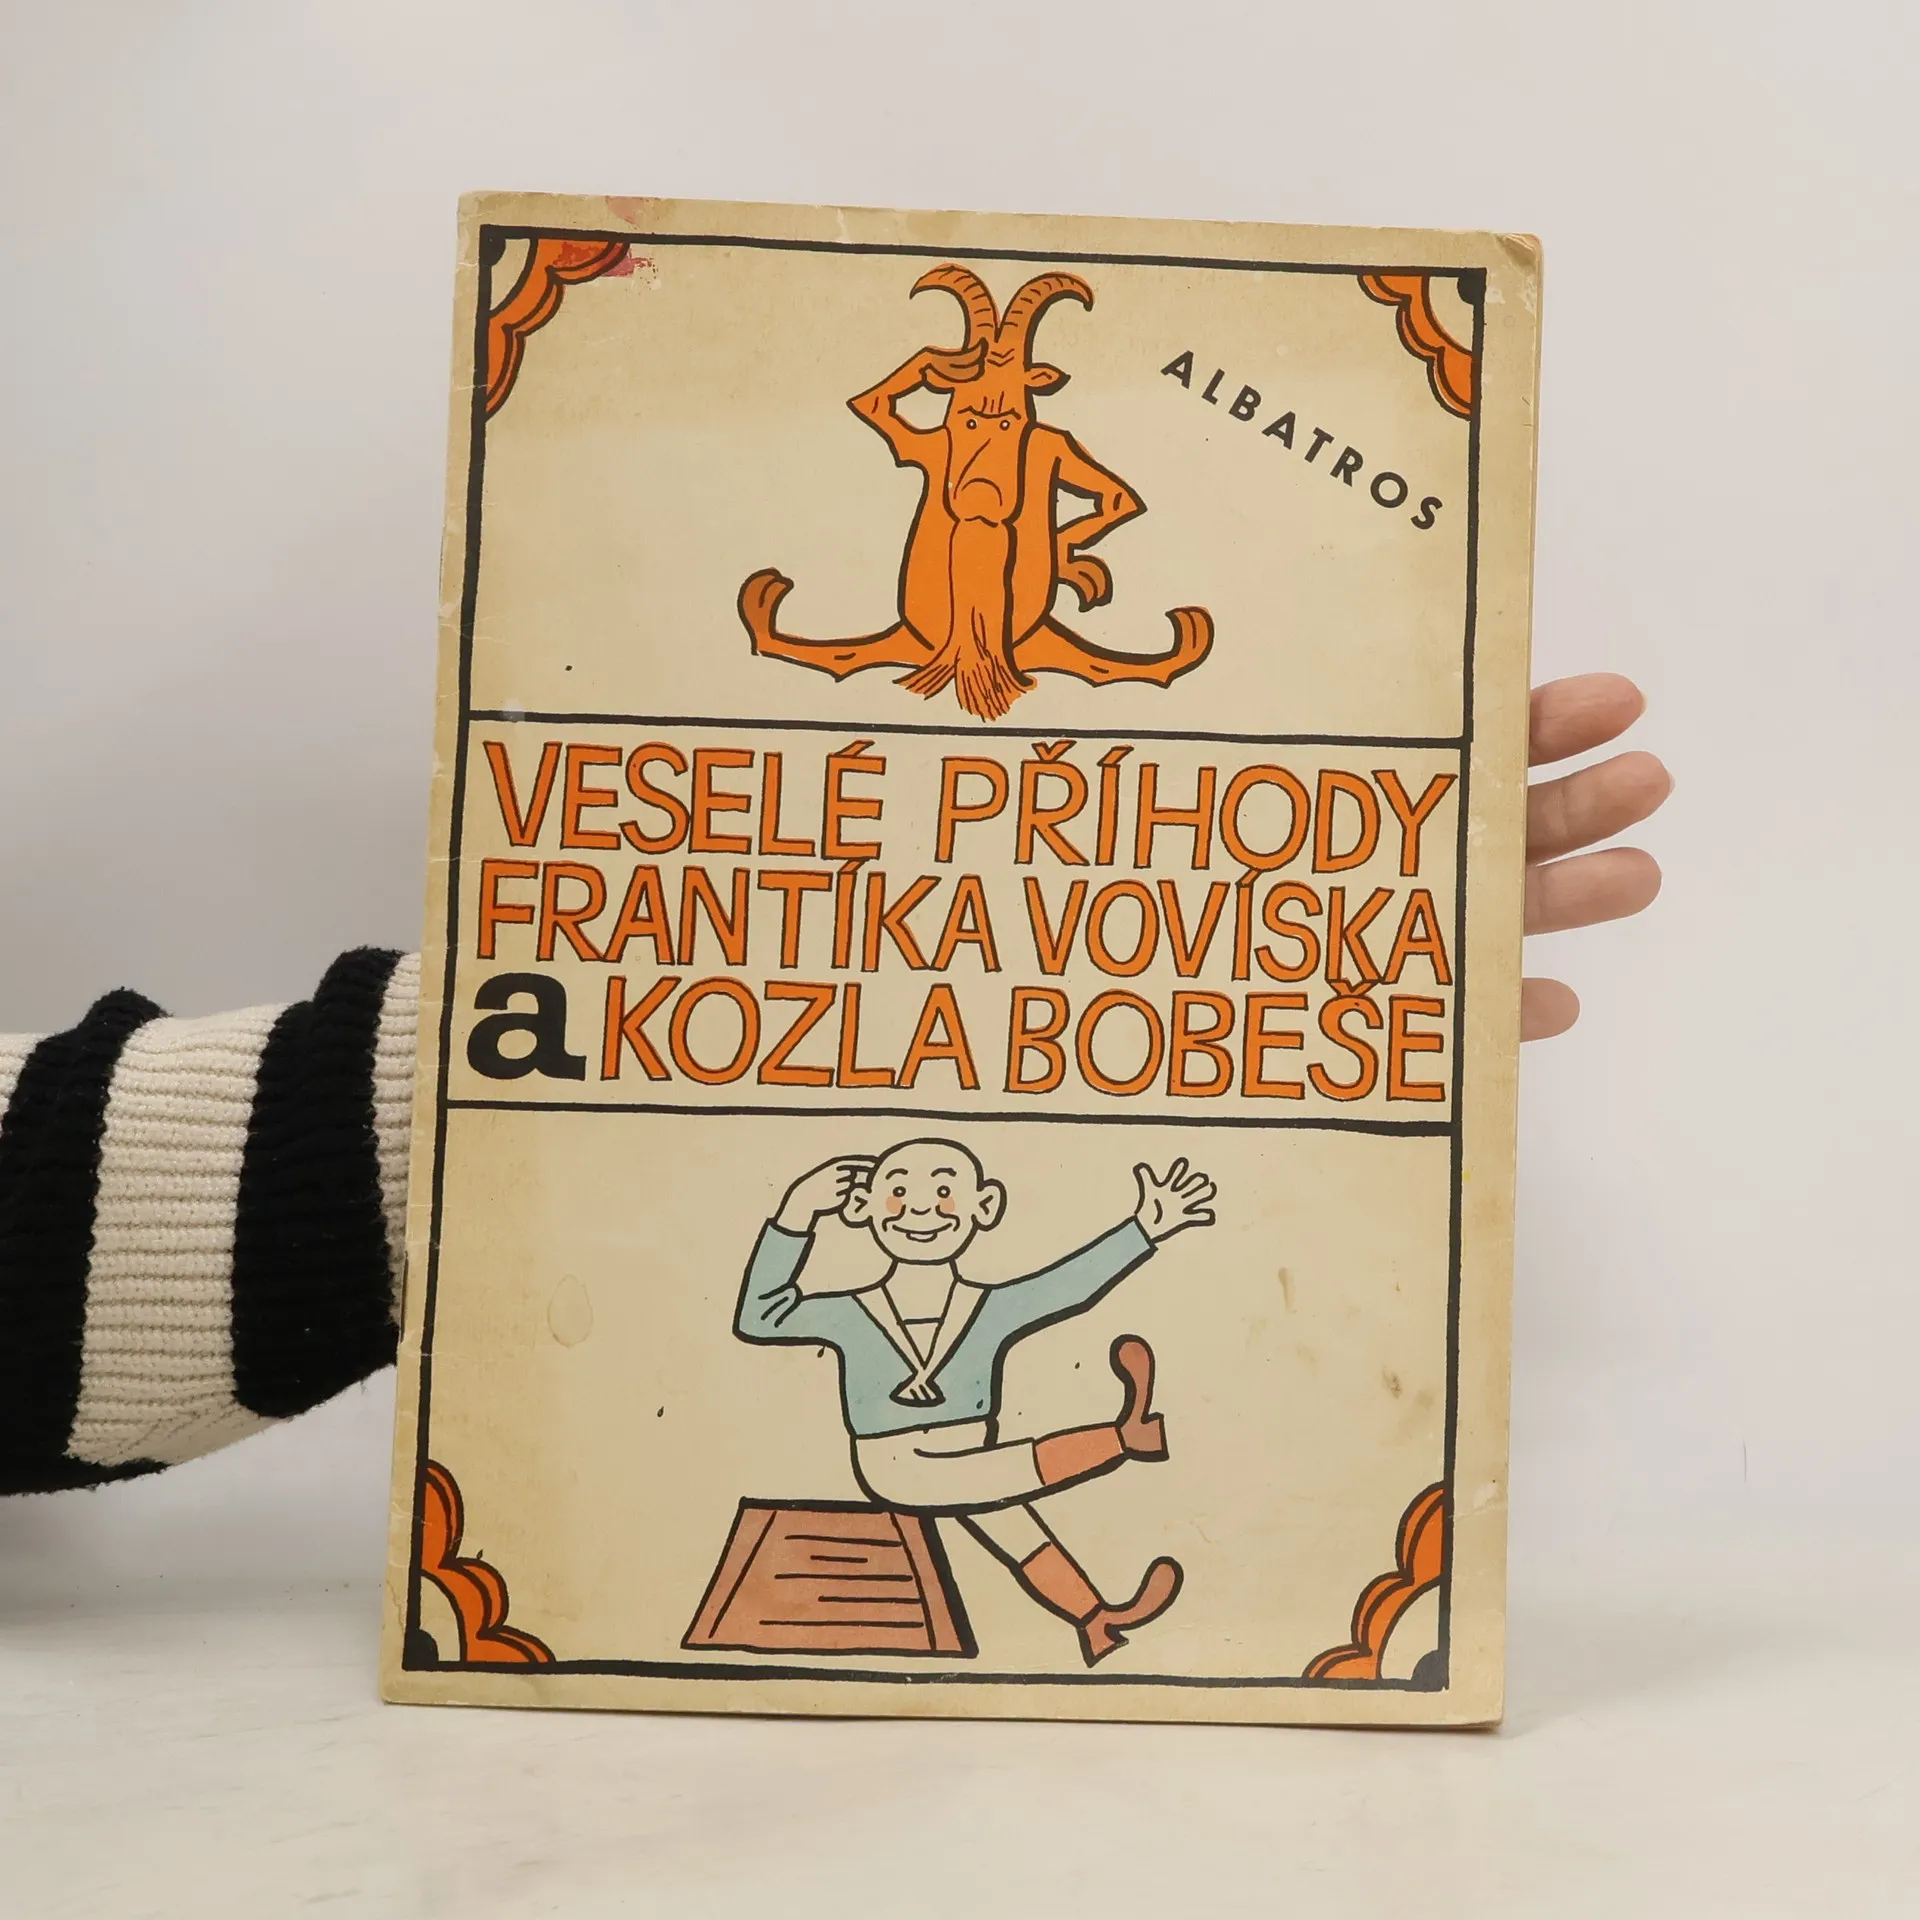 ALBATROS
VESELÉ PŘÍHODY
FRANTÍKA VOVÍSKA
a KOZLA BOBEŠE